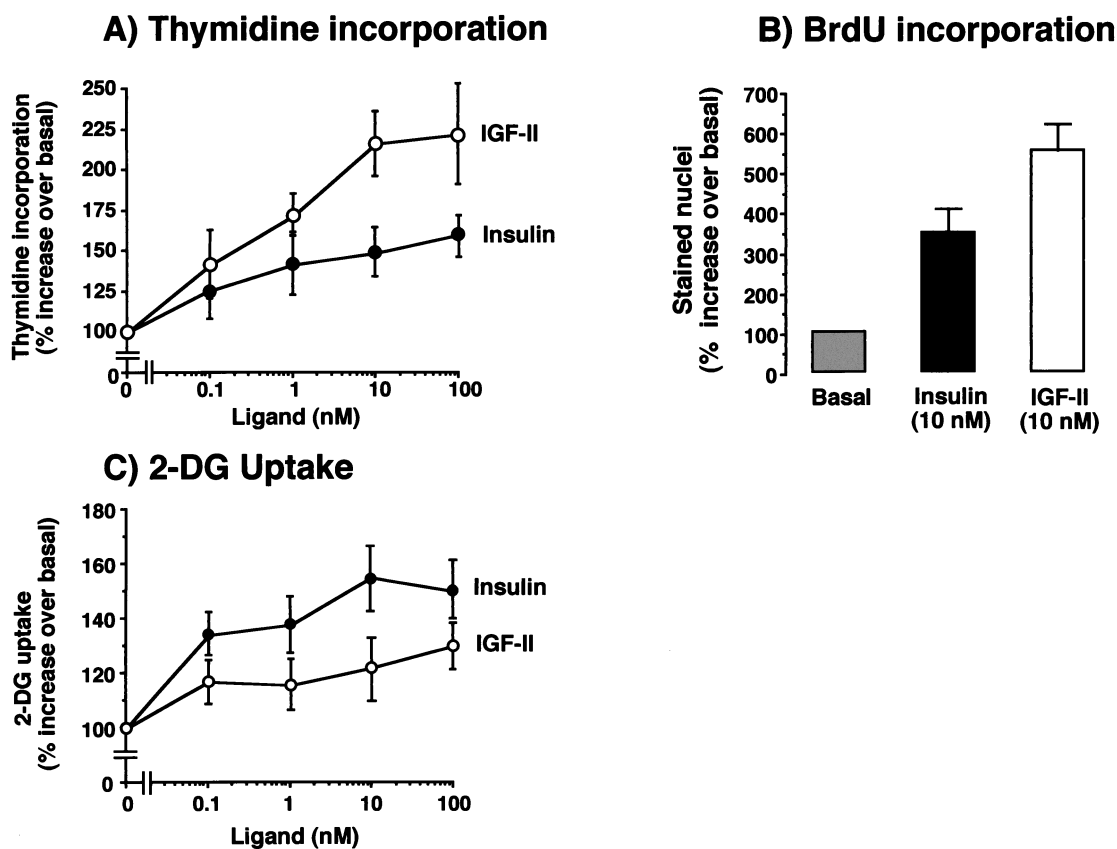 A) Thymidine incorporation
Thymidine incorporation
(% increase over basal)
250
225
200
175
150
125
100
0
IGF-II
Insulin
0 0.1 1 10 100
Ligand (nM)
B) BrdU incorporation
Stained nuclei
(% increase over basal)
700
600
500
400
300
200
100
0
Basal
Insulin
(10 nM)
IGF-II
(10 nM)
C) 2-DG Uptake
2-DG uptake
(% increase over basal)
180
160
140
120
100
0
Insulin
IGF-II
0 0.1 1 10 100
Ligand (nM)